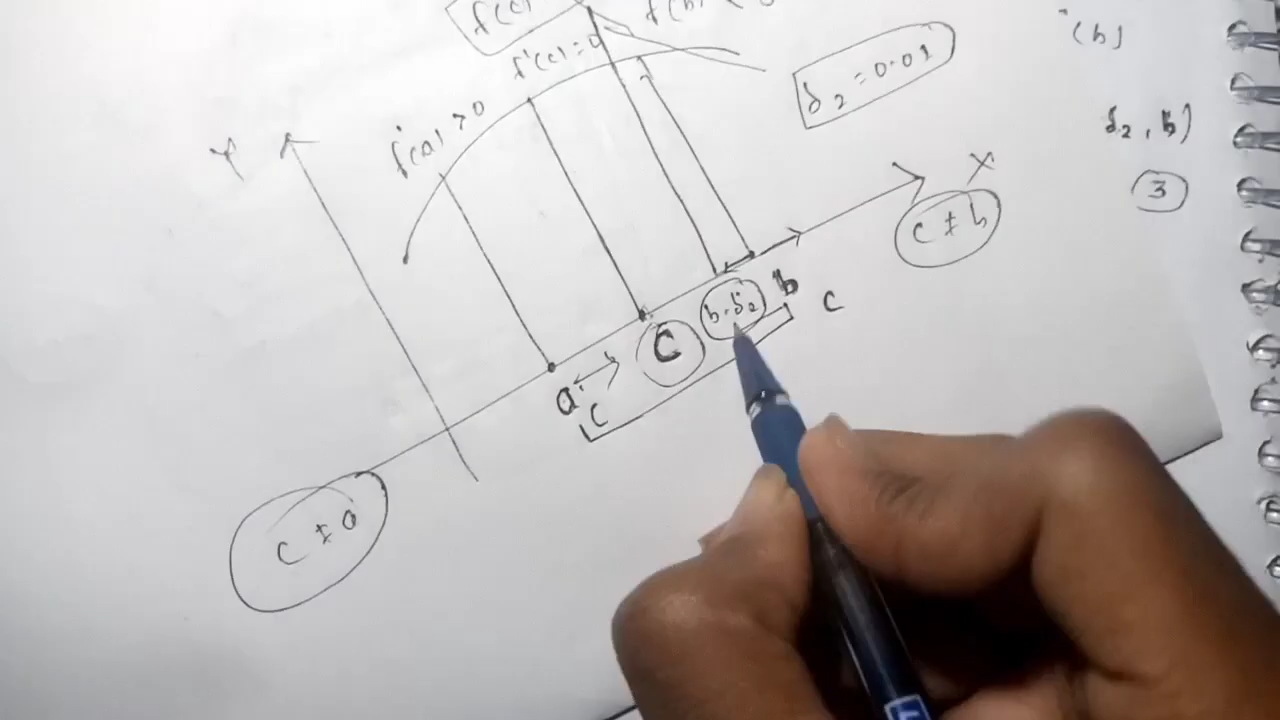 f'(c) = 0
f'(a) > 0
δ2 = 0.01
(b)
δ2, b)
3
Y
X
C ≠ b
b-δ2
b
C
C
a
C
C ≠ a